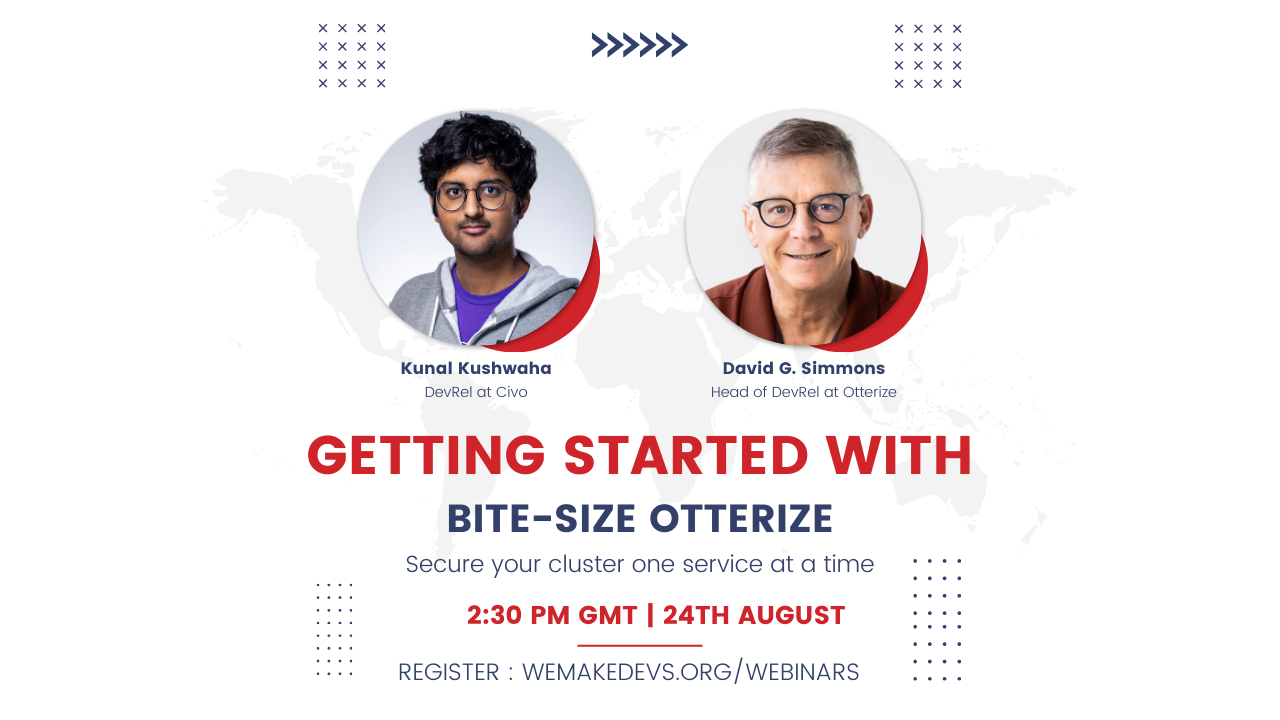 Kunal Kushwaha
DevRel at Civo
David G. Simmons
Head of DevRel at Otterize
GETTING STARTED WITH
BITE-SIZE OTTERIZE
Secure your cluster one service at a time
2:30 PM GMT | 24TH AUGUST
REGISTER : WEMAKEDEVS.ORG/WEBINARS